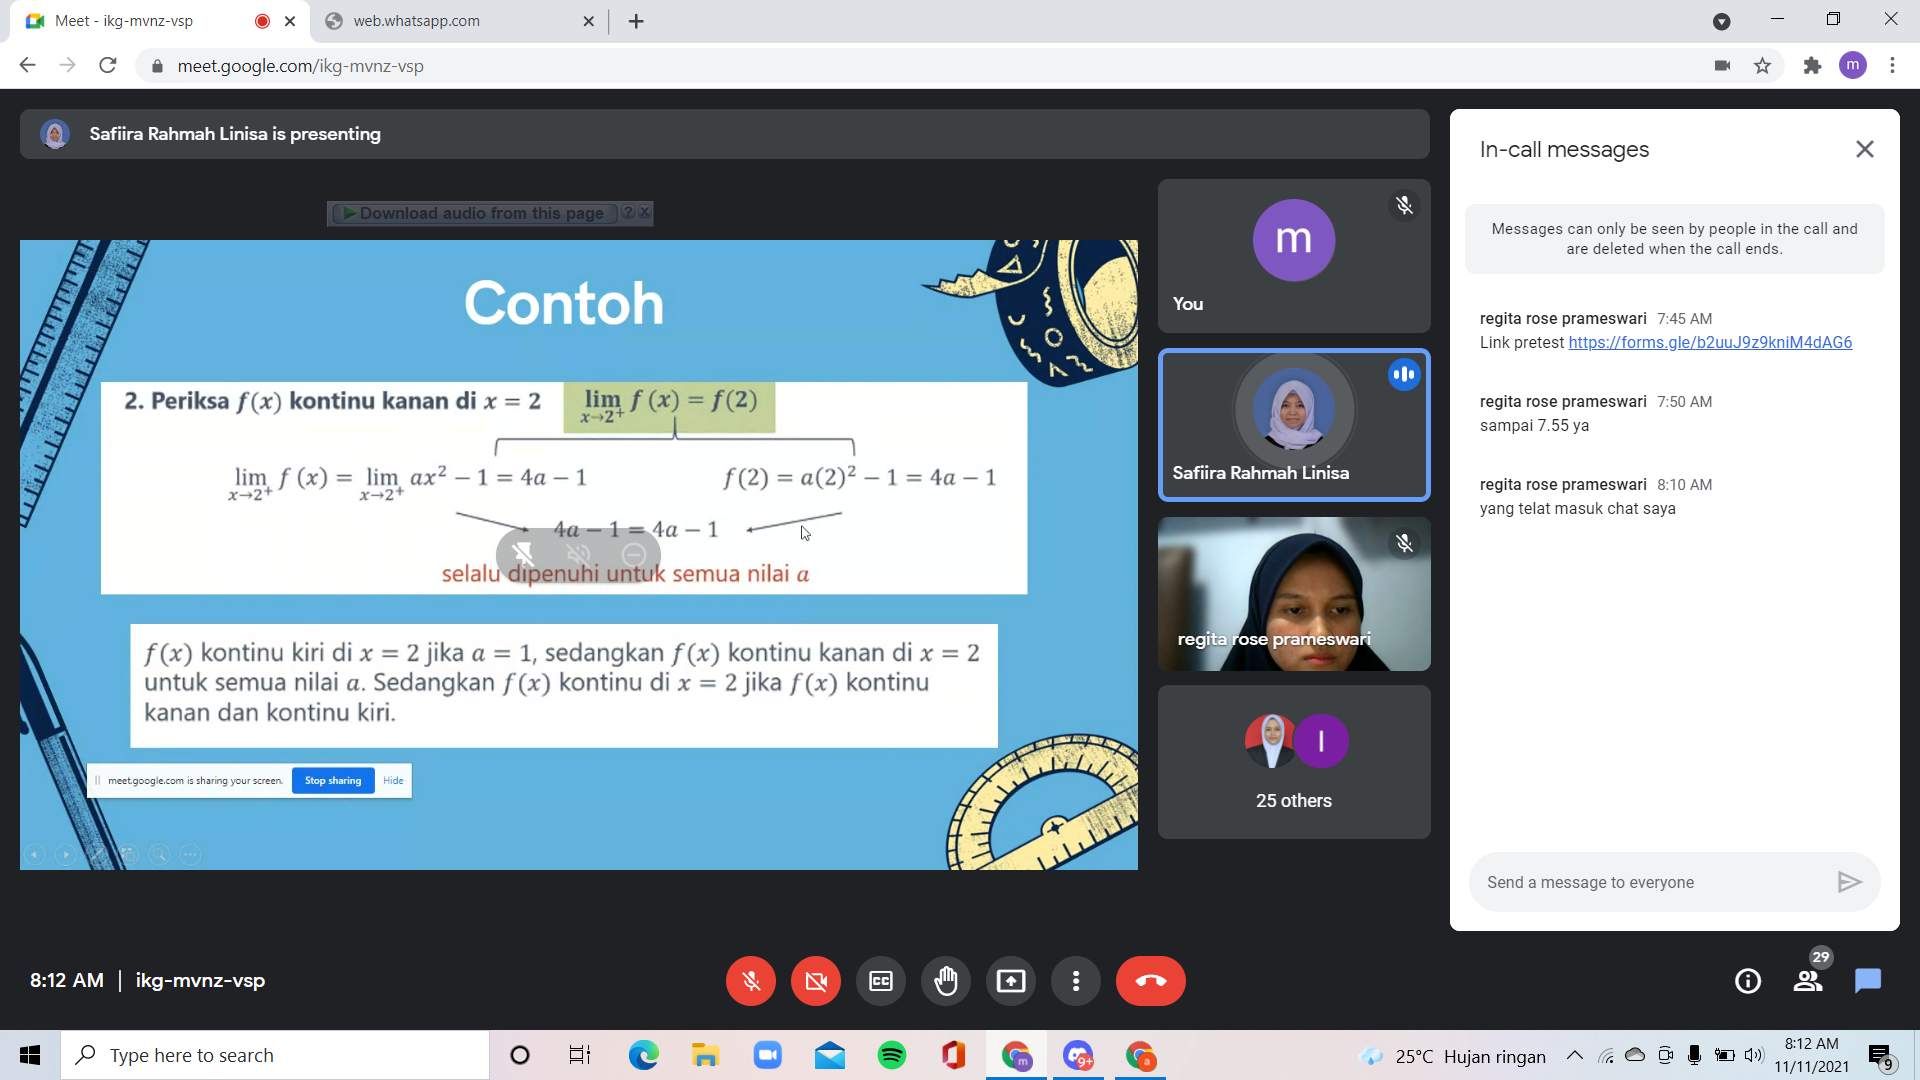 Meet - ikg-mvnz-vsp
web.whatsapp.com
meet.google.com/ikg-mvnz-vsp
m
Safiira Rahmah Linisa is presenting
Download audio from this page ? X
Contoh
2. Periksa f(x) kontinu kanan di x = 2
lim x→2⁺ f(x) = f(2)
lim x→2⁺ f(x) = lim x→2⁺ ax² − 1 = 4a − 1
f(2) = a(2)² − 1 = 4a − 1
4a − 1 = 4a − 1
selalu dipenuhi untuk semua nilai a
f(x) kontinu kiri di x = 2 jika a = 1, sedangkan f(x) kontinu kanan di x = 2
untuk semua nilai a. Sedangkan f(x) kontinu di x = 2 jika f(x) kontinu
kanan dan kontinu kiri.
meet.google.com is sharing your screen. Stop sharing Hide
m
You
Safiira Rahmah Linisa
regita rose prameswari
I
25 others
In-call messages
Messages can only be seen by people in the call and
are deleted when the call ends.
regita rose prameswari 7:45 AM
Link pretest https://forms.gle/b2uuJ9z9kniM4dAG6
regita rose prameswari 7:50 AM
sampai 7.55 ya
regita rose prameswari 8:10 AM
yang telat masuk chat saya
Send a message to everyone
8:12 AM | ikg-mvnz-vsp
CC
29
Type here to search
m
9+
a
25°C Hujan ringan
8:12 AM
11/11/2021
9